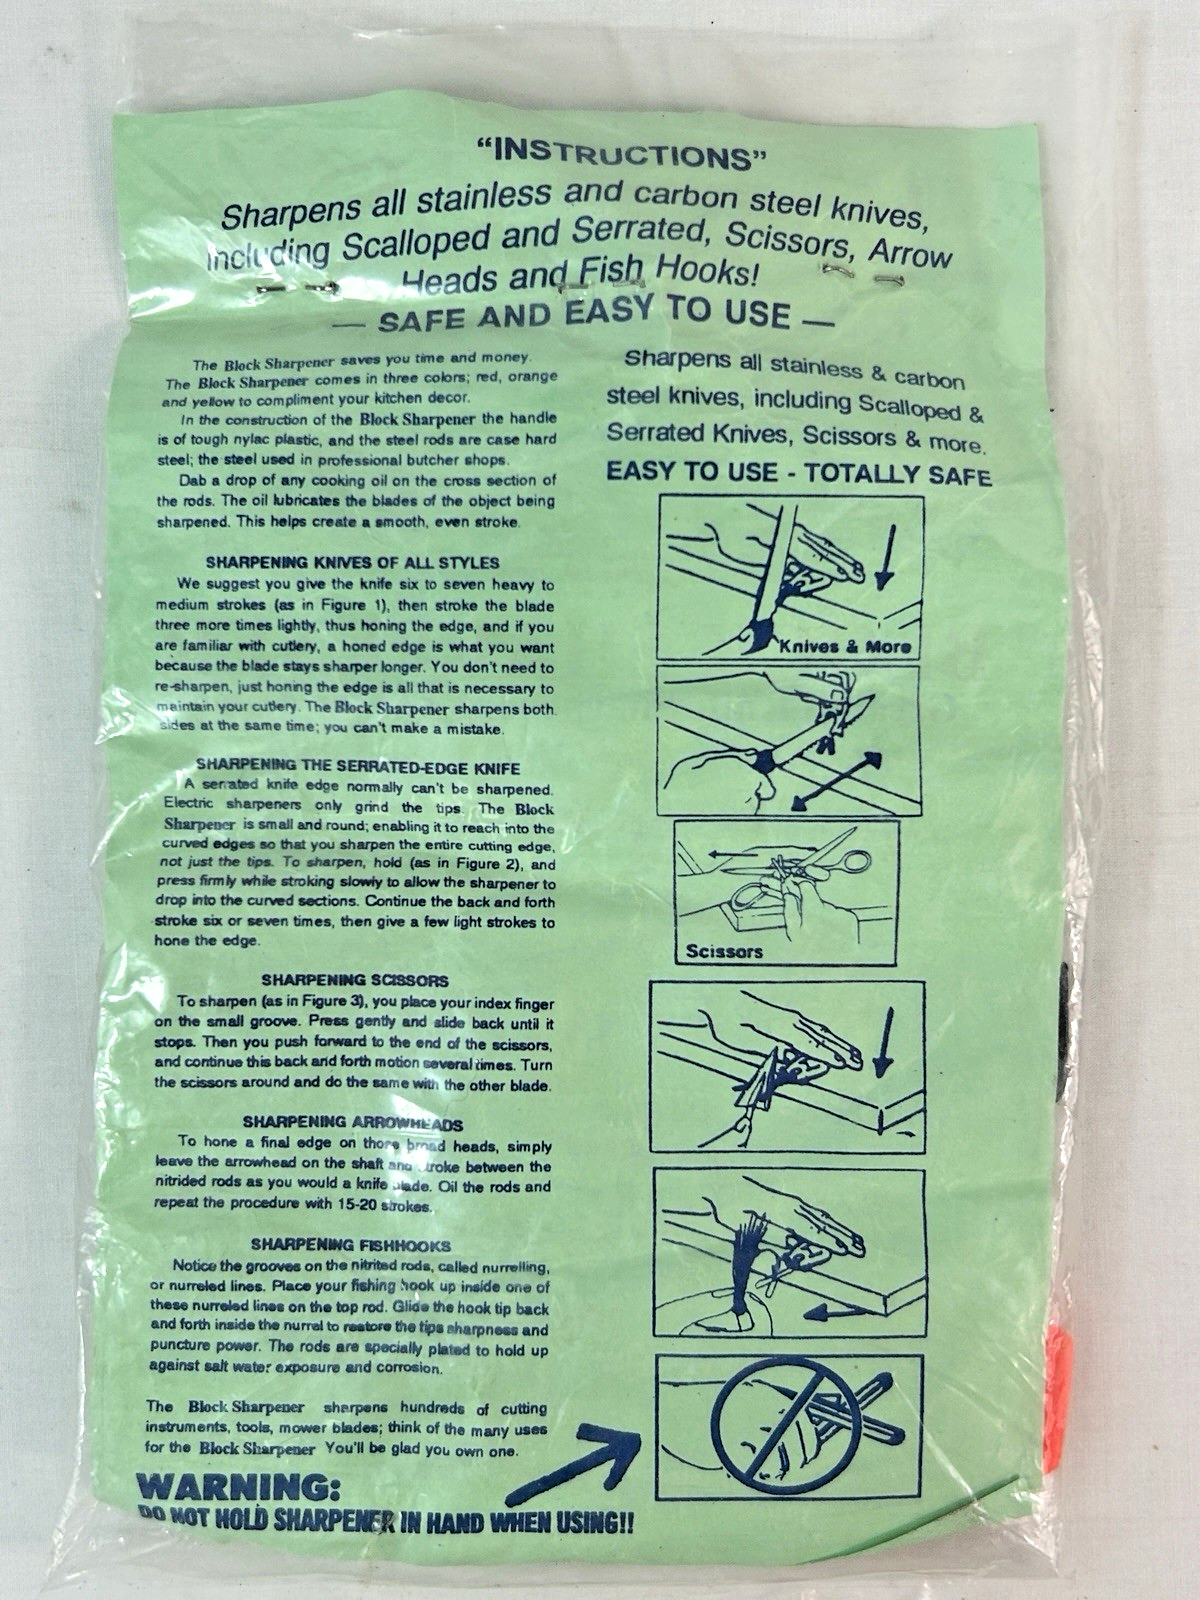 “INSTRUCTIONS”
Sharpens all stainless and carbon steel knives,
including Scalloped and Serrated, Scissors, Arrow
Heads and Fish Hooks!
— SAFE AND EASY TO USE —
The Block Sharpener saves you time and money.
The Block Sharpener comes in three colors; red, orange
and yellow to compliment your kitchen decor.
In the construction of the Block Sharpener the handle
is of tough nylac plastic, and the steel rods are case hard
steel; the steel used in professional butcher shops.
Dab a drop of any cooking oil on the cross section of
the rods. The oil lubricates the blades of the object being
sharpened. This helps create a smooth, even stroke.
SHARPENING KNIVES OF ALL STYLES
We suggest you give the knife six to seven heavy to
medium strokes (as in Figure 1), then stroke the blade
three more times lightly, thus honing the edge, and if you
are familiar with cutlery, a honed edge is what you want
because the blade stays sharper longer. You don't need to
re-sharpen, just honing the edge is all that is necessary to
maintain your cutlery. The Block Sharpener sharpens both
sides at the same time; you can't make a mistake.
SHARPENING THE SERRATED-EDGE KNIFE
A serrated knife edge normally can't be sharpened.
Electric sharpeners only grind the tips. The Block
Sharpener is small and round; enabling it to reach into the
curved edges so that you sharpen the entire cutting edge,
not just the tips. To sharpen, hold (as in Figure 2), and
press firmly while stroking slowly to allow the sharpener to
drop into the curved sections. Continue the back and forth
stroke six or seven times, then give a few light strokes to
hone the edge.
SHARPENING SCISSORS
To sharpen (as in Figure 3), you place your index finger
on the small groove. Press gently and slide back until it
stops. Then you push forward to the end of the scissors,
and continue this back and forth motion several times. Turn
the scissors around and do the same with the other blade.
SHARPENING ARROWHEADS
To hone a final edge on those broad heads, simply
leave the arrowhead on the shaft and stroke between the
nitrided rods as you would a knife blade. Oil the rods and
repeat the procedure with 15-20 strokes.
SHARPENING FISHHOOKS
Notice the grooves on the nitrited rods, called nurrelling,
or nurreled lines. Place your fishing hook up inside one of
these nurreled lines on the top rod. Glide the hook tip back
and forth inside the nurrel to restore the tips sharpness and
puncture power. The rods are specially plated to hold up
against salt water exposure and corrosion.
The Block Sharpener sharpens hundreds of cutting
instruments, tools, mower blades; think of the many uses
for the Block Sharpener You'll be glad you own one.
WARNING:
DO NOT HOLD SHARPENER IN HAND WHEN USING!!
Sharpens all stainless & carbon
steel knives, including Scalloped &
Serrated Knives, Scissors & more.
EASY TO USE - TOTALLY SAFE
Knives & More
Scissors